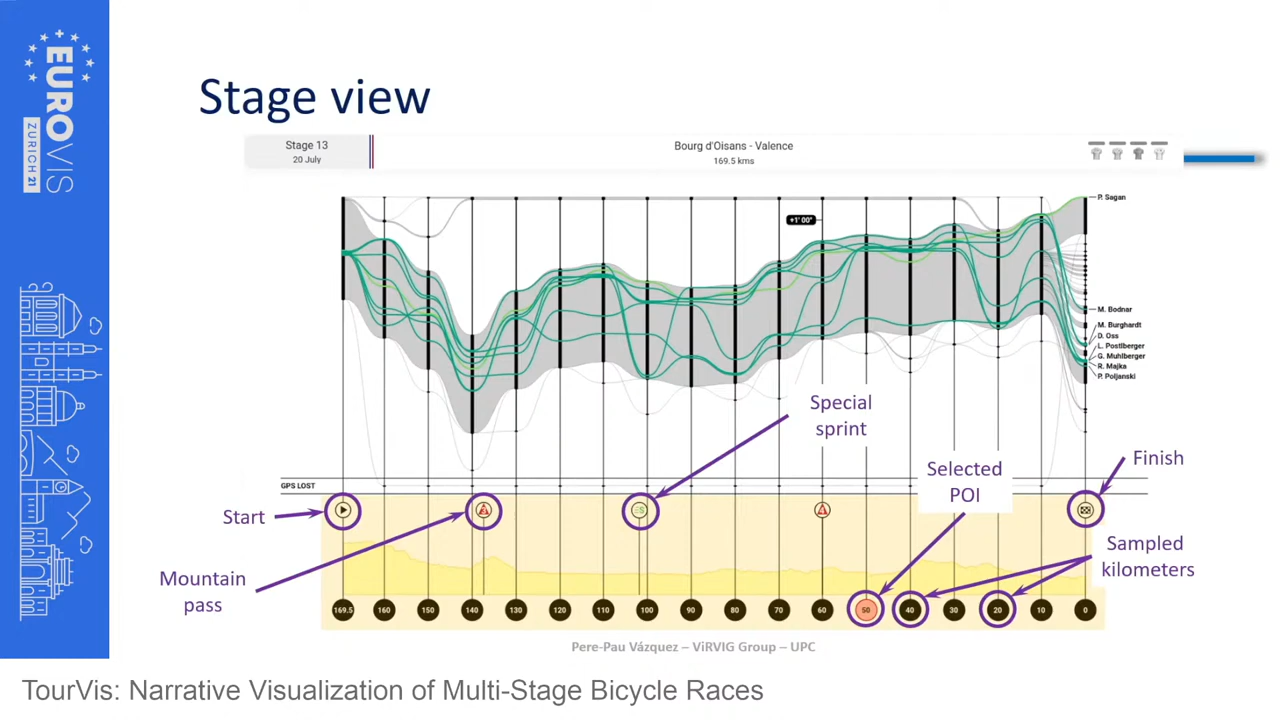 EUROVIS
ZURICH 21
Stage view
Stage 13
20 July
Bourg d'Oisans - Valence
169.5 kms
P. Sagan
+1' 00"
M. Bodnar
M. Burghardt
D. Oss
L. Postlberger
G. Muhlberger
R. Majka
P. Poljanski
Special
sprint
Selected
POI
Finish
GPS LOST
Start
Mountain
pass
Sampled
kilometers
169.5 160 150 140 130 120 110 100 90 80 70 60 50 40 30 20 10 0
Pere-Pau Vázquez – ViRVIG Group – UPC
TourVis: Narrative Visualization of Multi-Stage Bicycle Races